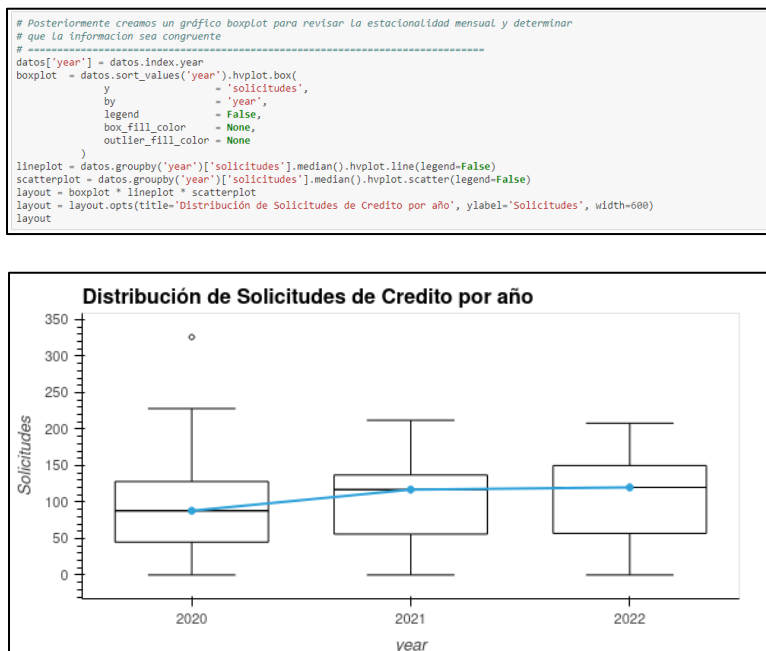 # Posteriormente creamos un gráfico boxplot para revisar la estacionalidad mensual y determinar
# que la informacion sea congruente
# ==============================================================================
datos['year'] = datos.index.year
boxplot  = datos.sort_values('year').hvplot.box(
                y                  = 'solicitudes',
                by                 = 'year',
                legend             = False,
                box_fill_color     = None,
                outlier_fill_color = None
           )
lineplot = datos.groupby('year')['solicitudes'].median().hvplot.line(legend=False)
scatterplot = datos.groupby('year')['solicitudes'].median().hvplot.scatter(legend=False)
layout = boxplot * lineplot * scatterplot
layout = layout.opts(title='Distribución de Solicitudes de Credito por año', ylabel='Solicitudes', width=600)
layout
Distribución de Solicitudes de Credito por año
350
300
250
200
150
100
50
0
Solicitudes
2020 2021 2022
year